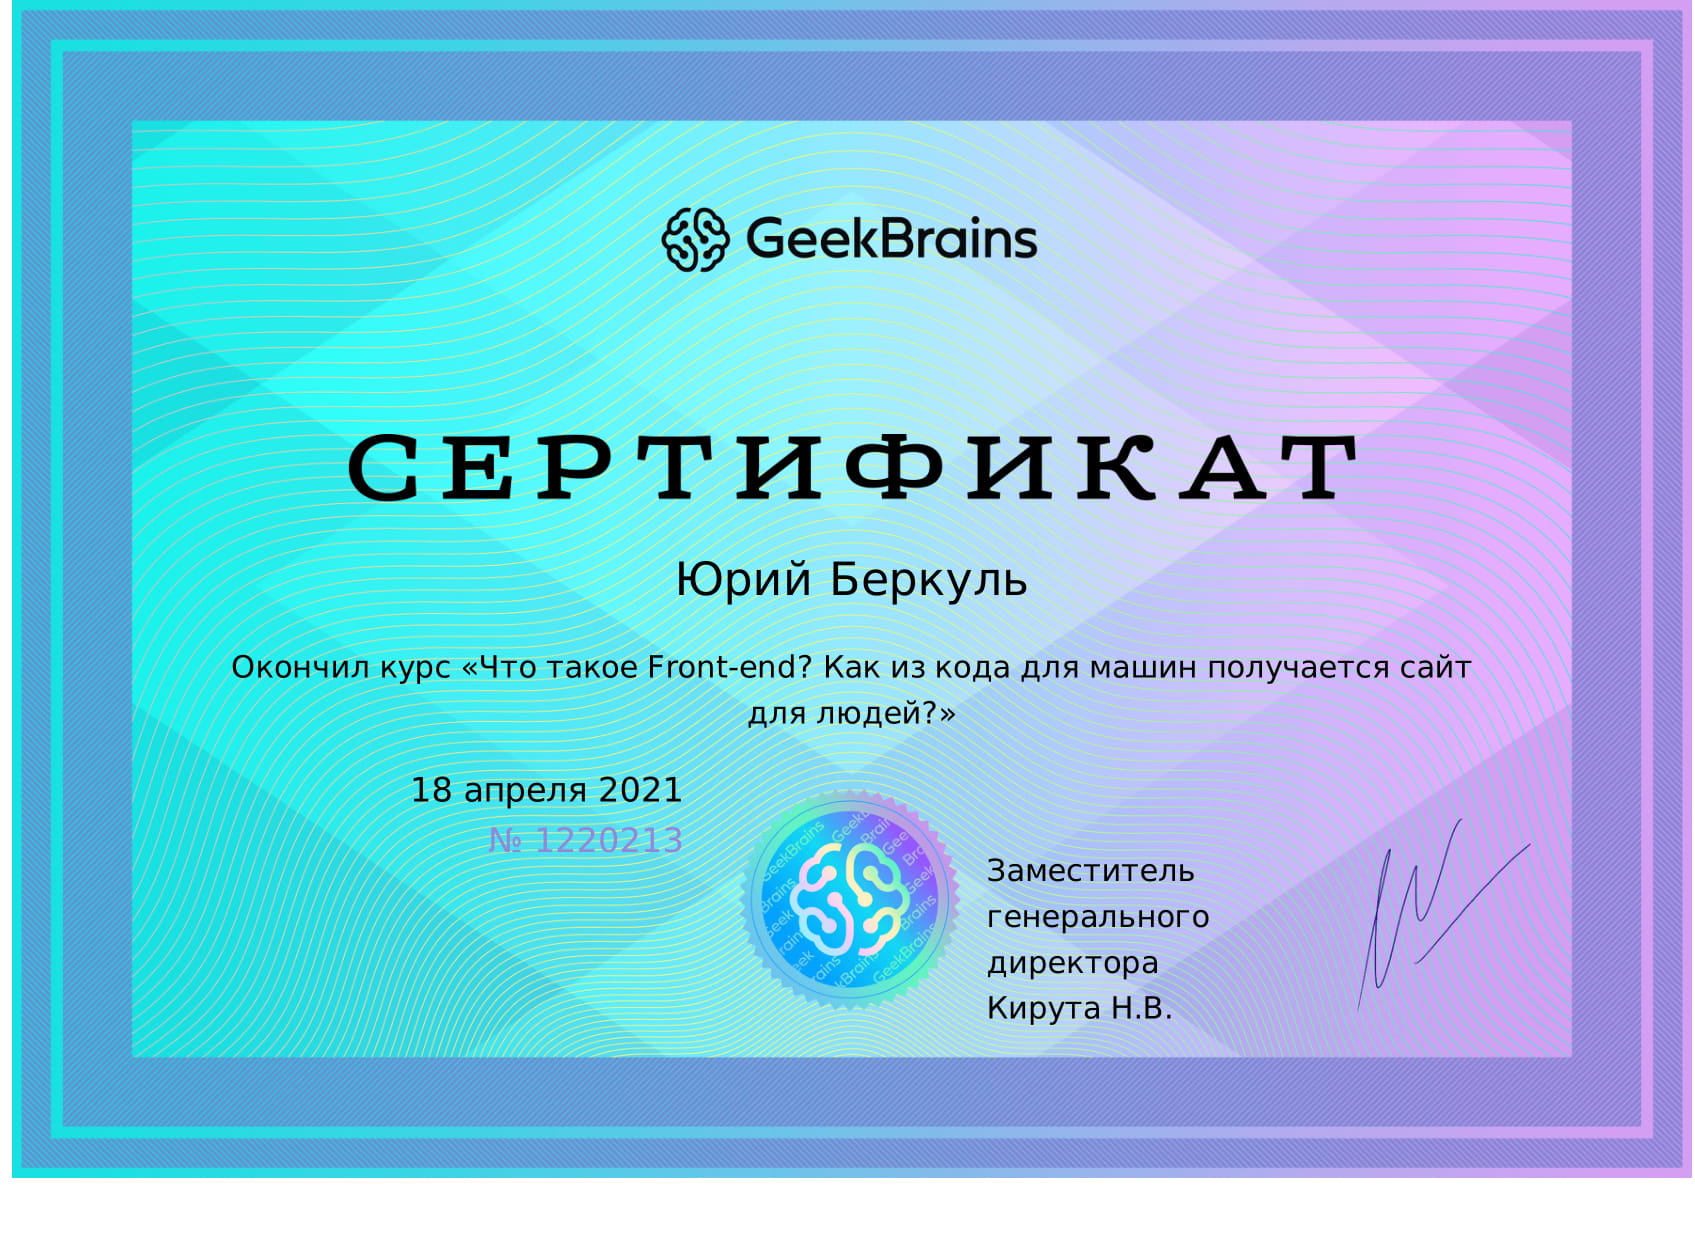 GeekBrains
СЕРТИФИКАТ
Юрий Беркуль
Окончил курс «Что такое Front-end? Как из кода для машин получается сайт
для людей?»
18 апреля 2021
№ 1220213
Заместитель
генерального
директора
Кирута Н.В.